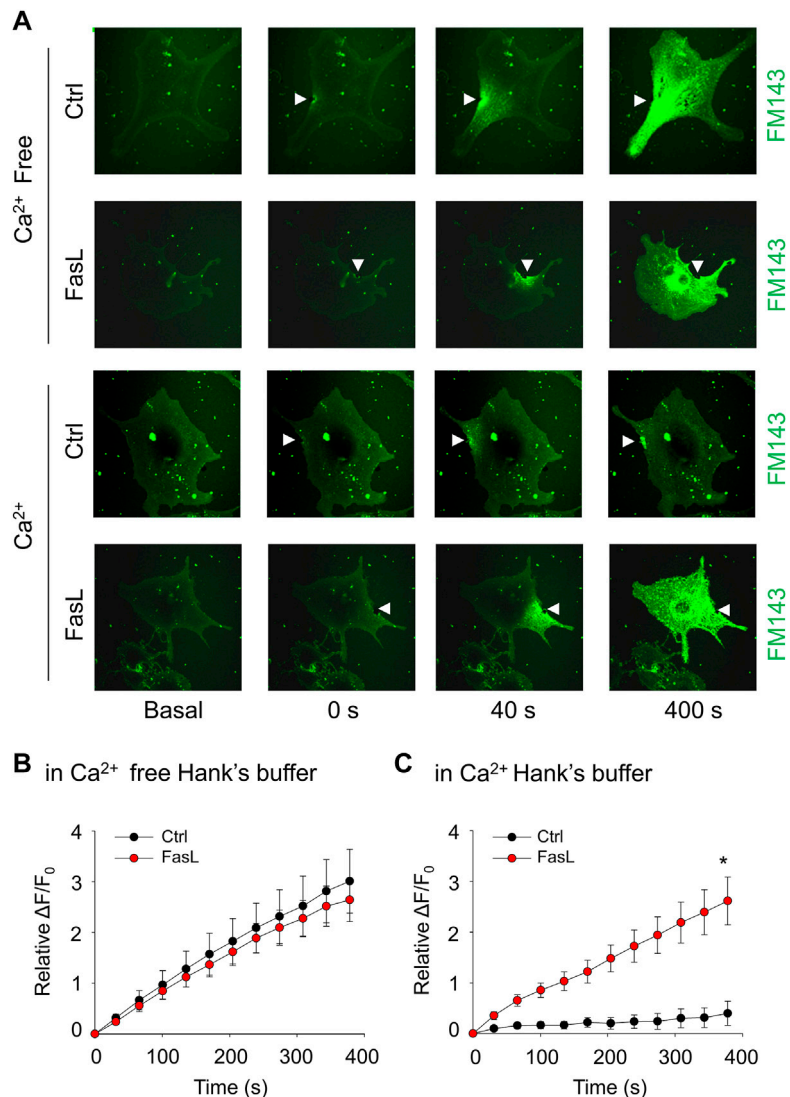 A
Ca²⁺ Free
Ctrl
FM143
FasL
FM143
Ca²⁺
Ctrl
FM143
FasL
FM143
Basal
0 s
40 s
400 s
B in Ca²⁺ free Hank's buffer
Relative ΔF/F₀
4
3
2
1
0
Ctrl
FasL
0 100 200 300 400
Time (s)
C in Ca²⁺ Hank's buffer
Relative ΔF/F₀
4
3
2
1
0
Ctrl
FasL
*
0 100 200 300 400
Time (s)